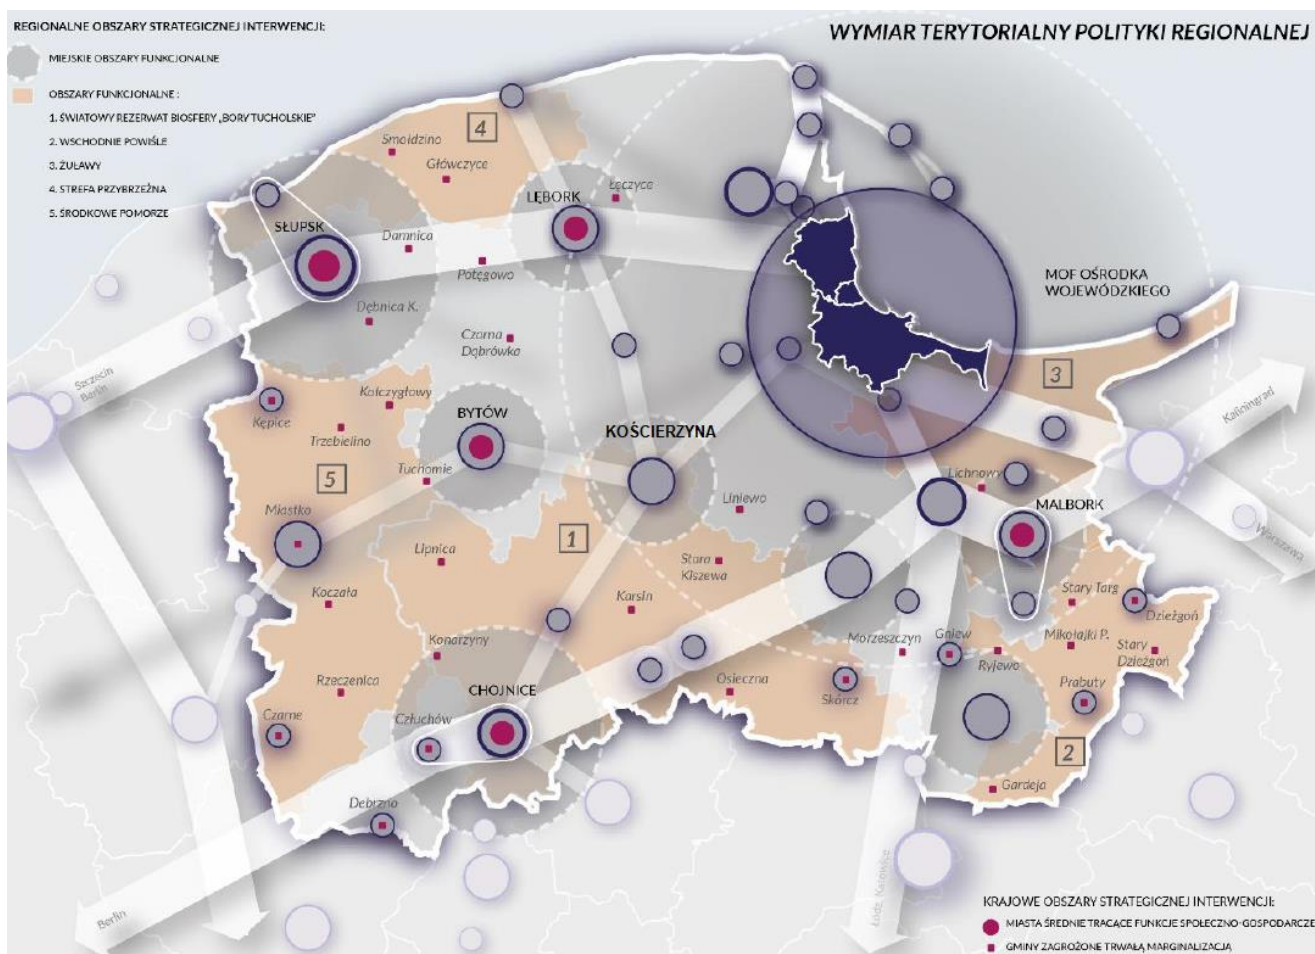 REGIONALNE OBSZARY STRATEGICZNEJ INTERWENCJI:
WYMIAR TERYTORIALNY POLITYKI REGIONALNEJ
MIEJSKIE OBSZARY FUNKCJONALNE
OBSZARY FUNKCJONALNE :
1. ŚWIATOWY REZERWAT BIOSFERY „BORY TUCHOLSKIE"
2. WSCHODNIE POWIŚLE
3. ŻUŁAWY
4. STREFA PRZYBRZEŻNA
5. ŚRODKOWE POMORZE
4
Smołdzino
Główczyce
LĘBORK
Łęczyce
SŁUPSK
Damnica
Potęgowo
MOF OŚRODKA
WOJEWÓDZKIEGO
Dębnica K.
Czarna
Dąbrówka
3
Szczecin
Berlin
Kaliningrad
Kępice
Kołczygłowy
Trzebielino
BYTÓW
KOŚCIERZYNA
Tuchomie
5
Lichnowy
Liniewo
MALBORK
Miastko
1
Warszawa
Lipnica
Stara
Kiszewa
Koczała
Karsin
Stary Targ
Dzieżgoń
Konarzyny
Morzeszczyn
Gniew
Mikołajki P.
Ryjewo
Stary
Dzieżgoń
Rzeczenica
CHOJNICE
Osieczna
Skórcz
Prabuty
Czarne
Człuchów
2
Gardeja
Debrzno
Berlin
Łódź, Katowice
KRAJOWE OBSZARY STRATEGICZNEJ INTERWENCJI:
MIASTA ŚREDNIE TRACĄCE FUNKCJE SPOŁECZNO-GOSPODARCZE
GMINY ZAGROŻONE TRWAŁĄ MARGINALIZACJĄ